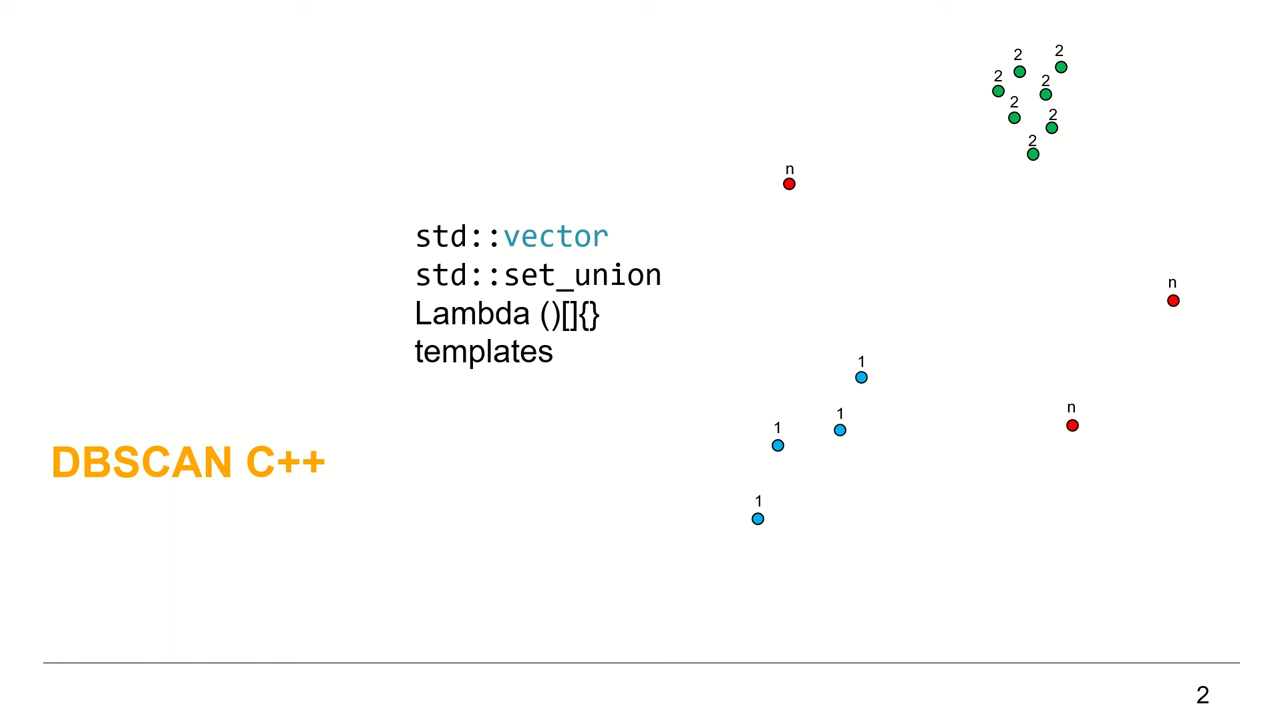 2
2
2
2
2
2
2
n
std::vector
std::set_union
Lambda ()[]{}
templates
n
1
n
1
1
DBSCAN C++
1
2